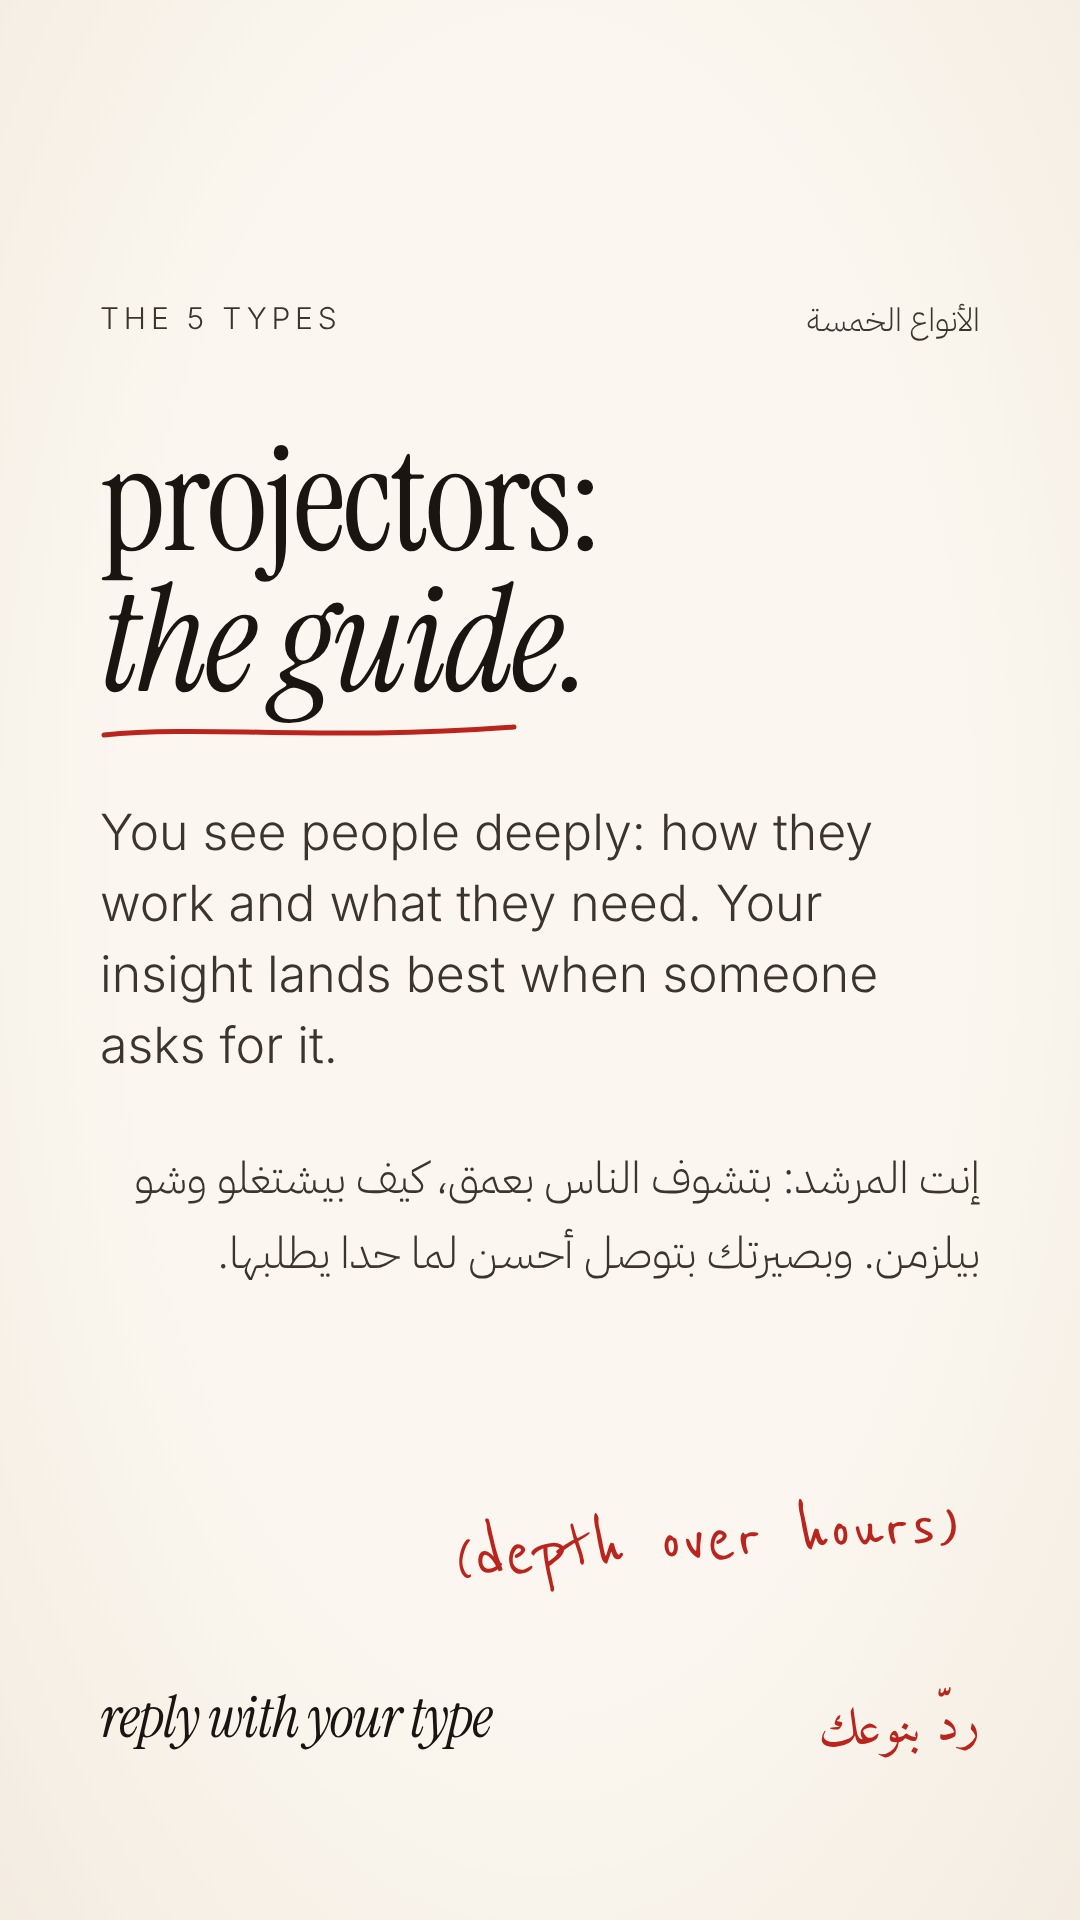 THE 5 TYPES
الأنواع الخمسة
projectors:
the guide.
You see people deeply: how they
work and what they need. Your
insight lands best when someone
asks for it.
إنت المرشد: بتشوف الناس بعمق، كيف بيشتغلو وشو
بيلزمن. وبصيرتك بتوصل أحسن لما حدا يطلبها.
(depth over hours)
reply with your type
ردّ بنوعك